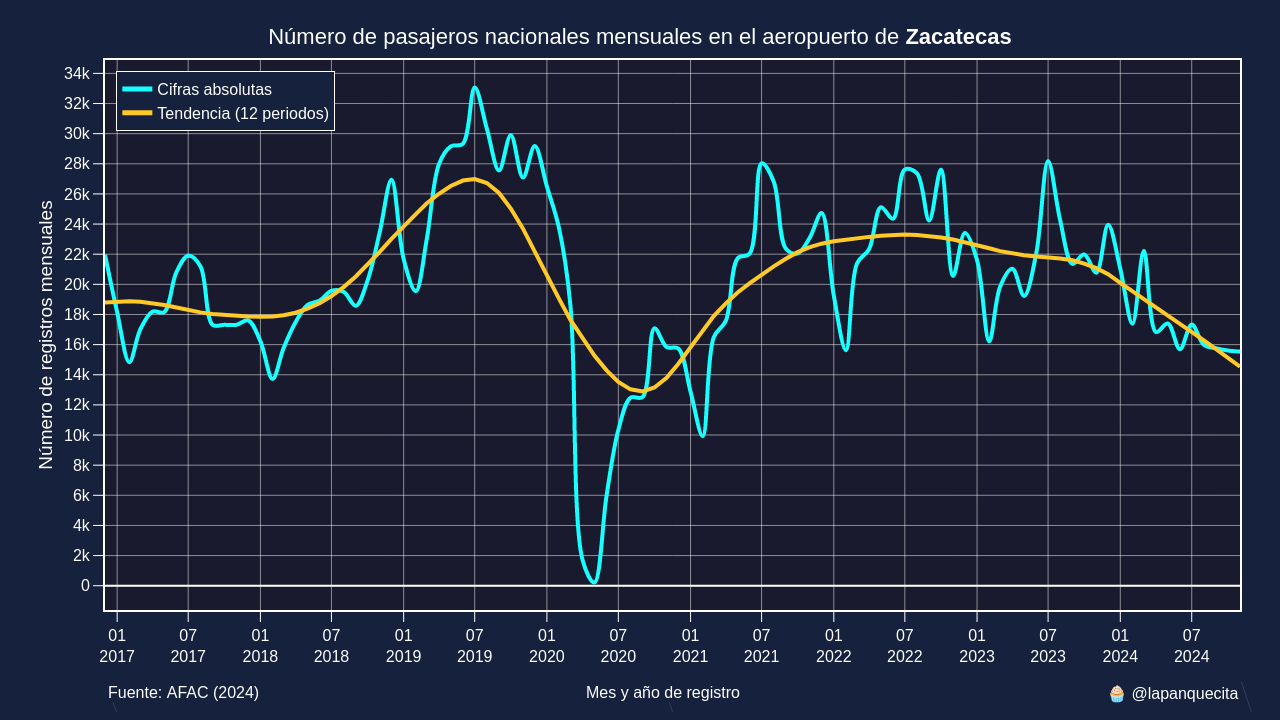 Número de pasajeros nacionales mensuales en el aeropuerto de Zacatecas
Cifras absolutas
Tendencia (12 periodos)
Número de registros mensuales
34k
32k
30k
28k
26k
24k
22k
20k
18k
16k
14k
12k
10k
8k
6k
4k
2k
0
01 07 01 07 01 07 01 07 01 07 01 07 01 07 01 07
2017 2017 2018 2018 2019 2019 2020 2020 2021 2021 2022 2022 2023 2023 2024 2024
Fuente: AFAC (2024)
Mes y año de registro
🧁 @lapanquecita